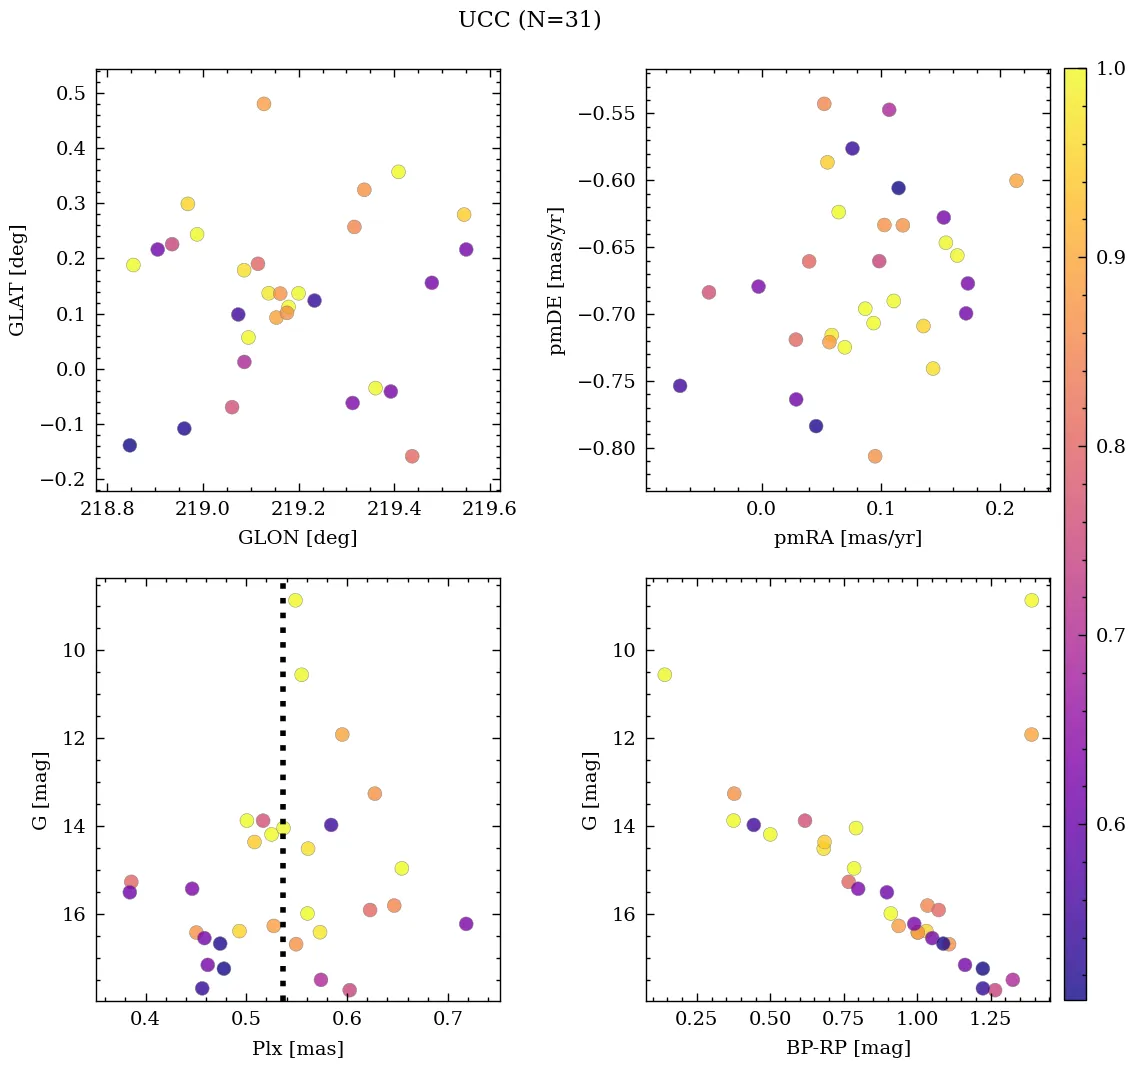 UCC (N=31)
0.5
0.4
0.3
0.2
0.1
0.0
−0.1
−0.2
GLAT [deg]
218.8 219.0 219.2 219.4 219.6
GLON [deg]
−0.55
−0.60
−0.65
−0.70
−0.75
−0.80
pmDE [mas/yr]
0.0 0.1 0.2
pmRA [mas/yr]
10
12
14
16
G [mag]
0.4 0.5 0.6 0.7
Plx [mas]
10
12
14
16
G [mag]
0.25 0.50 0.75 1.00 1.25
BP-RP [mag]
1.0
0.9
0.8
0.7
0.6